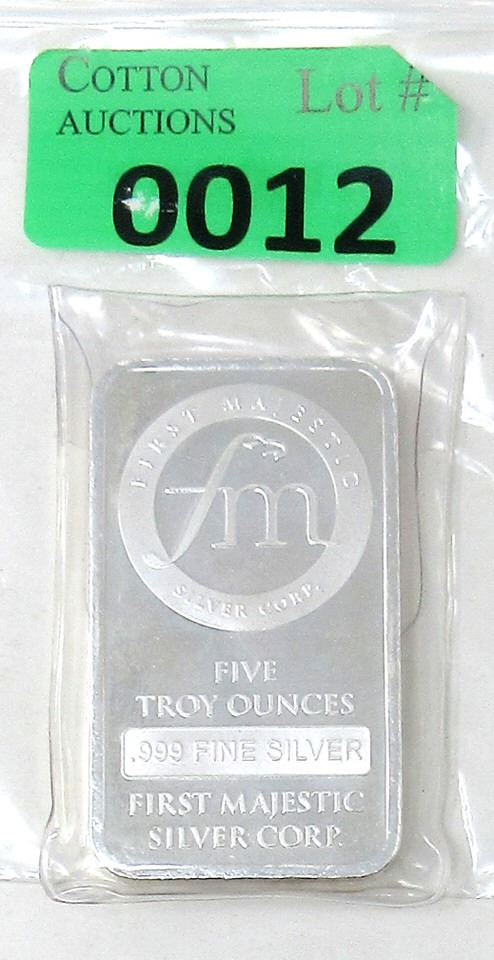 COTTON
AUCTIONS
Lot #
0012
FIRST MAJESTIC
fm
SILVER CORP.
FIVE
TROY OUNCES
.999 FINE SILVER
FIRST MAJESTIC
SILVER CORP.